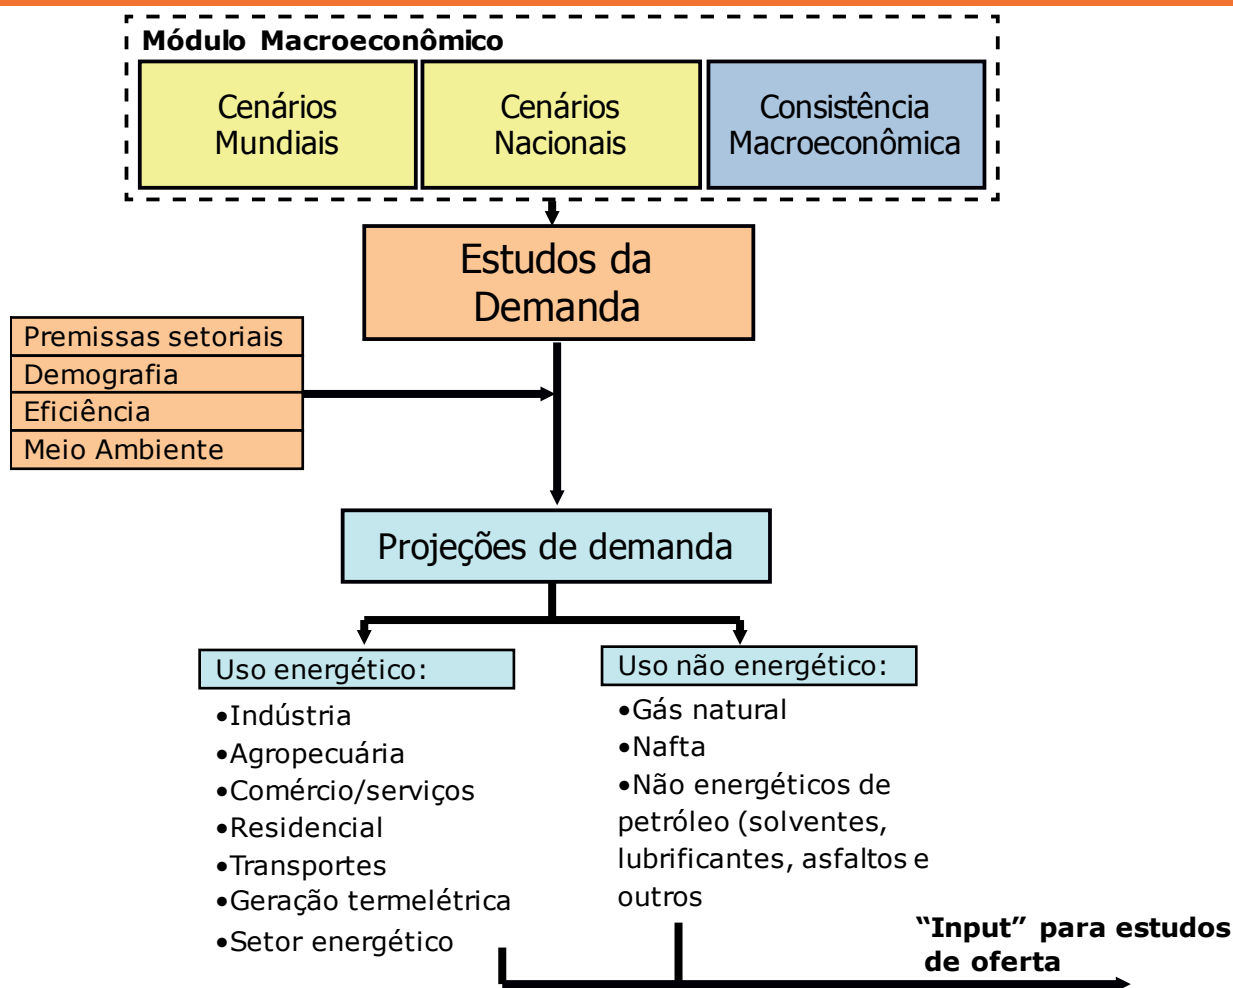 Módulo Macroeconômico
Cenários
Mundiais
Cenários
Nacionais
Consistência
Macroeconômica
Estudos da
Demanda
Premissas setoriais
Demografia
Eficiência
Meio Ambiente
Projeções de demanda
Uso energético:
•Indústria
•Agropecuária
•Comércio/serviços
•Residencial
•Transportes
•Geração termelétrica
•Setor energético
Uso não energético:
•Gás natural
•Nafta
•Não energéticos de
petróleo (solventes,
lubrificantes, asfaltos e
outros
“Input” para estudos
de oferta